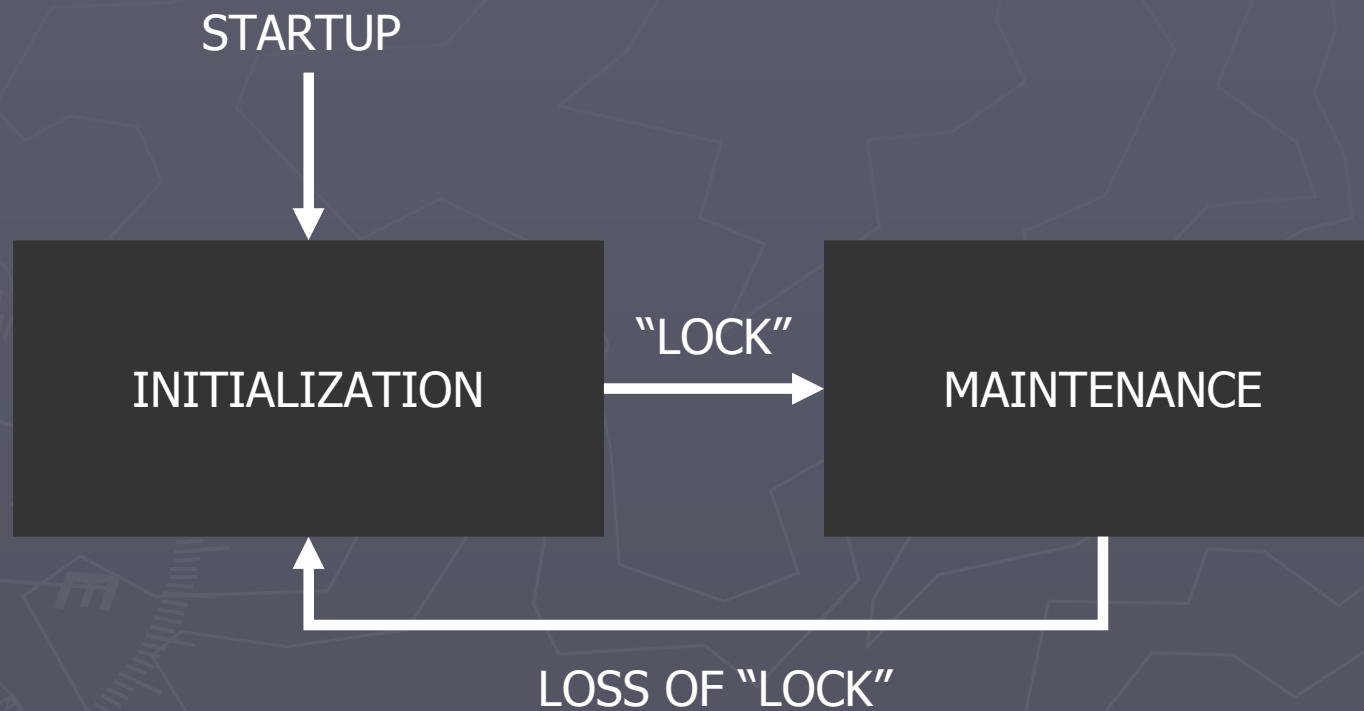 STARTUP
INITIALIZATION
“LOCK”
MAINTENANCE
LOSS OF “LOCK”